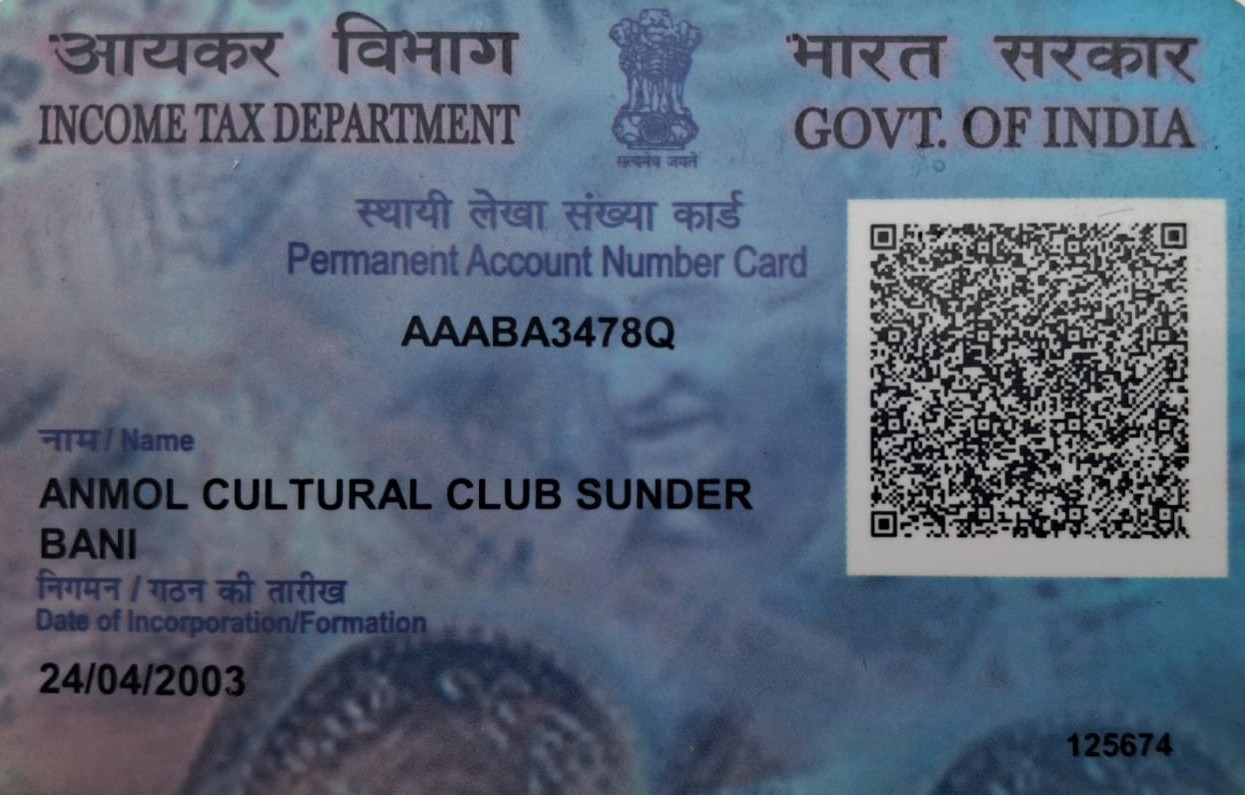 आयकर विभाग
INCOME TAX DEPARTMENT
सत्यमेव जयते
भारत सरकार
GOVT. OF INDIA
स्थायी लेखा संख्या कार्ड
Permanent Account Number Card
AAABA3478Q
नाम / Name
ANMOL CULTURAL CLUB SUNDER
BANI
निगमन / गठन की तारीख
Date of Incorporation/Formation
24/04/2003
125674